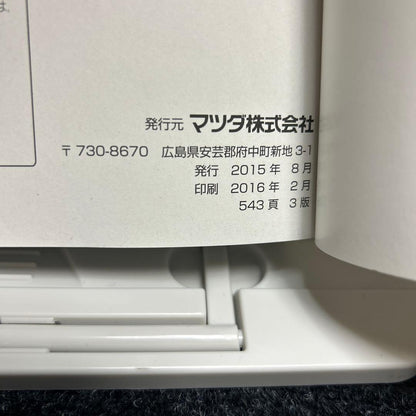 は、
発行元 マツダ株式会社
〒730-8670 広島県安芸郡府中町新地3-1
発行 2015年 8月
印刷 2016年 2月
543頁 3版